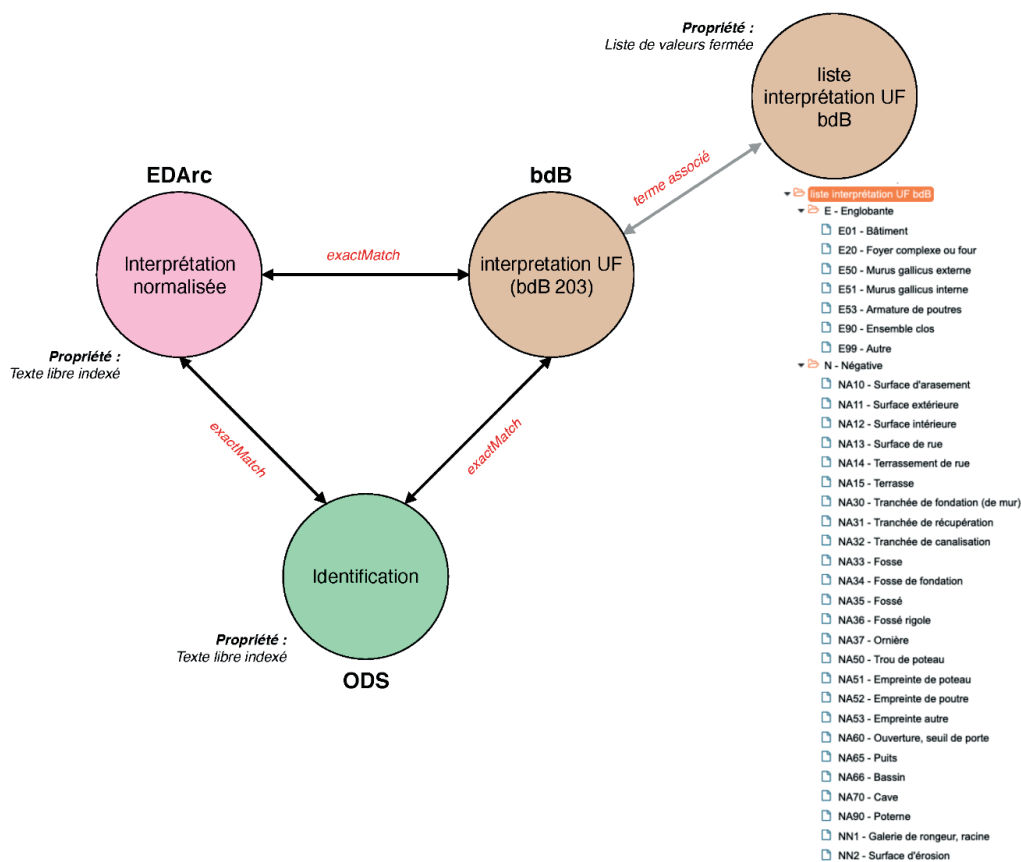 Propriété :
Liste de valeurs fermée
liste
interprétation UF
bdB
EDArc
bdB
terme associé
Interprétation
normalisée
exactMatch
interpretation UF
(bdB 203)
Propriété :
Texte libre indexé
exactMatch
exactMatch
Identification
Propriété :
Texte libre indexé
ODS
liste interprétation UF bdB
E - Englobante
E01 - Bâtiment
E20 - Foyer complexe ou four
E50 - Murus gallicus externe
E51 - Murus gallicus interne
E53 - Armature de poutres
E90 - Ensemble clos
E99 - Autre
N - Négative
NA10 - Surface d'arasement
NA11 - Surface extérieure
NA12 - Surface intérieure
NA13 - Surface de rue
NA14 - Terrassement de rue
NA15 - Terrasse
NA30 - Tranchée de fondation (de mur)
NA31 - Tranchée de récupération
NA32 - Tranchée de canalisation
NA33 - Fosse
NA34 - Fosse de fondation
NA35 - Fossé
NA36 - Fossé rigole
NA37 - Ornière
NA50 - Trou de poteau
NA51 - Empreinte de poteau
NA52 - Empreinte de poutre
NA53 - Empreinte autre
NA60 - Ouverture, seuil de porte
NA65 - Puits
NA66 - Bassin
NA70 - Cave
NA90 - Poterne
NN1 - Galerie de rongeur, racine
NN2 - Surface d'érosion